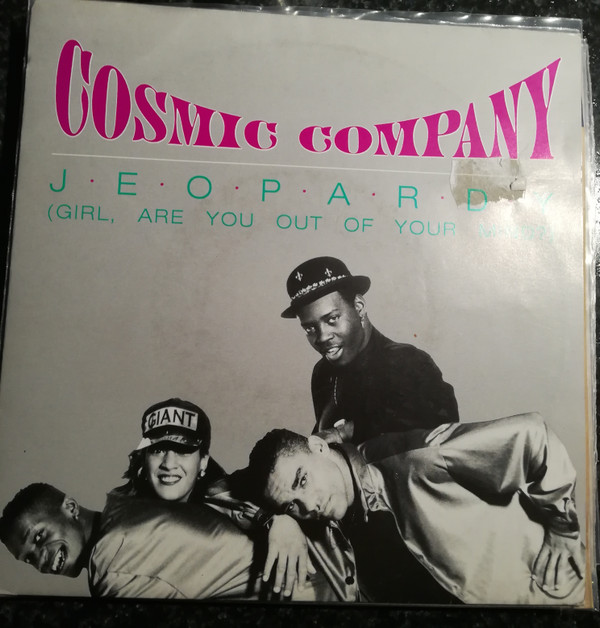 COSMIC COMPANY
J·E·O·P·A·R·D
(GIRL, ARE YOU OUT OF YOUR
GIANT